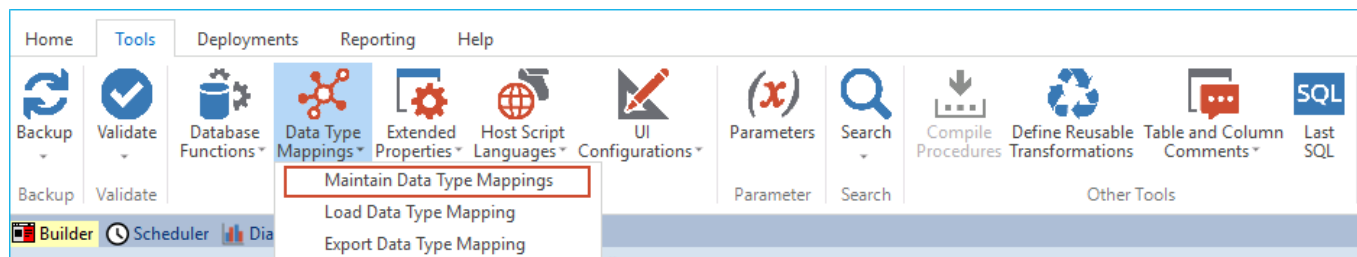 Home Tools Deployments Reporting Help
(x) SQL
Backup Validate Database Functions Data Type Mappings Extended Properties Host Script Languages UI Configurations Parameters Search Compile Procedures Define Reusable Transformations Table and Column Comments Last SQL
Maintain Data Type Mappings
Backup Validate Parameter Search Other Tools
Load Data Type Mapping
Builder Scheduler Dia
Export Data Type Mapping